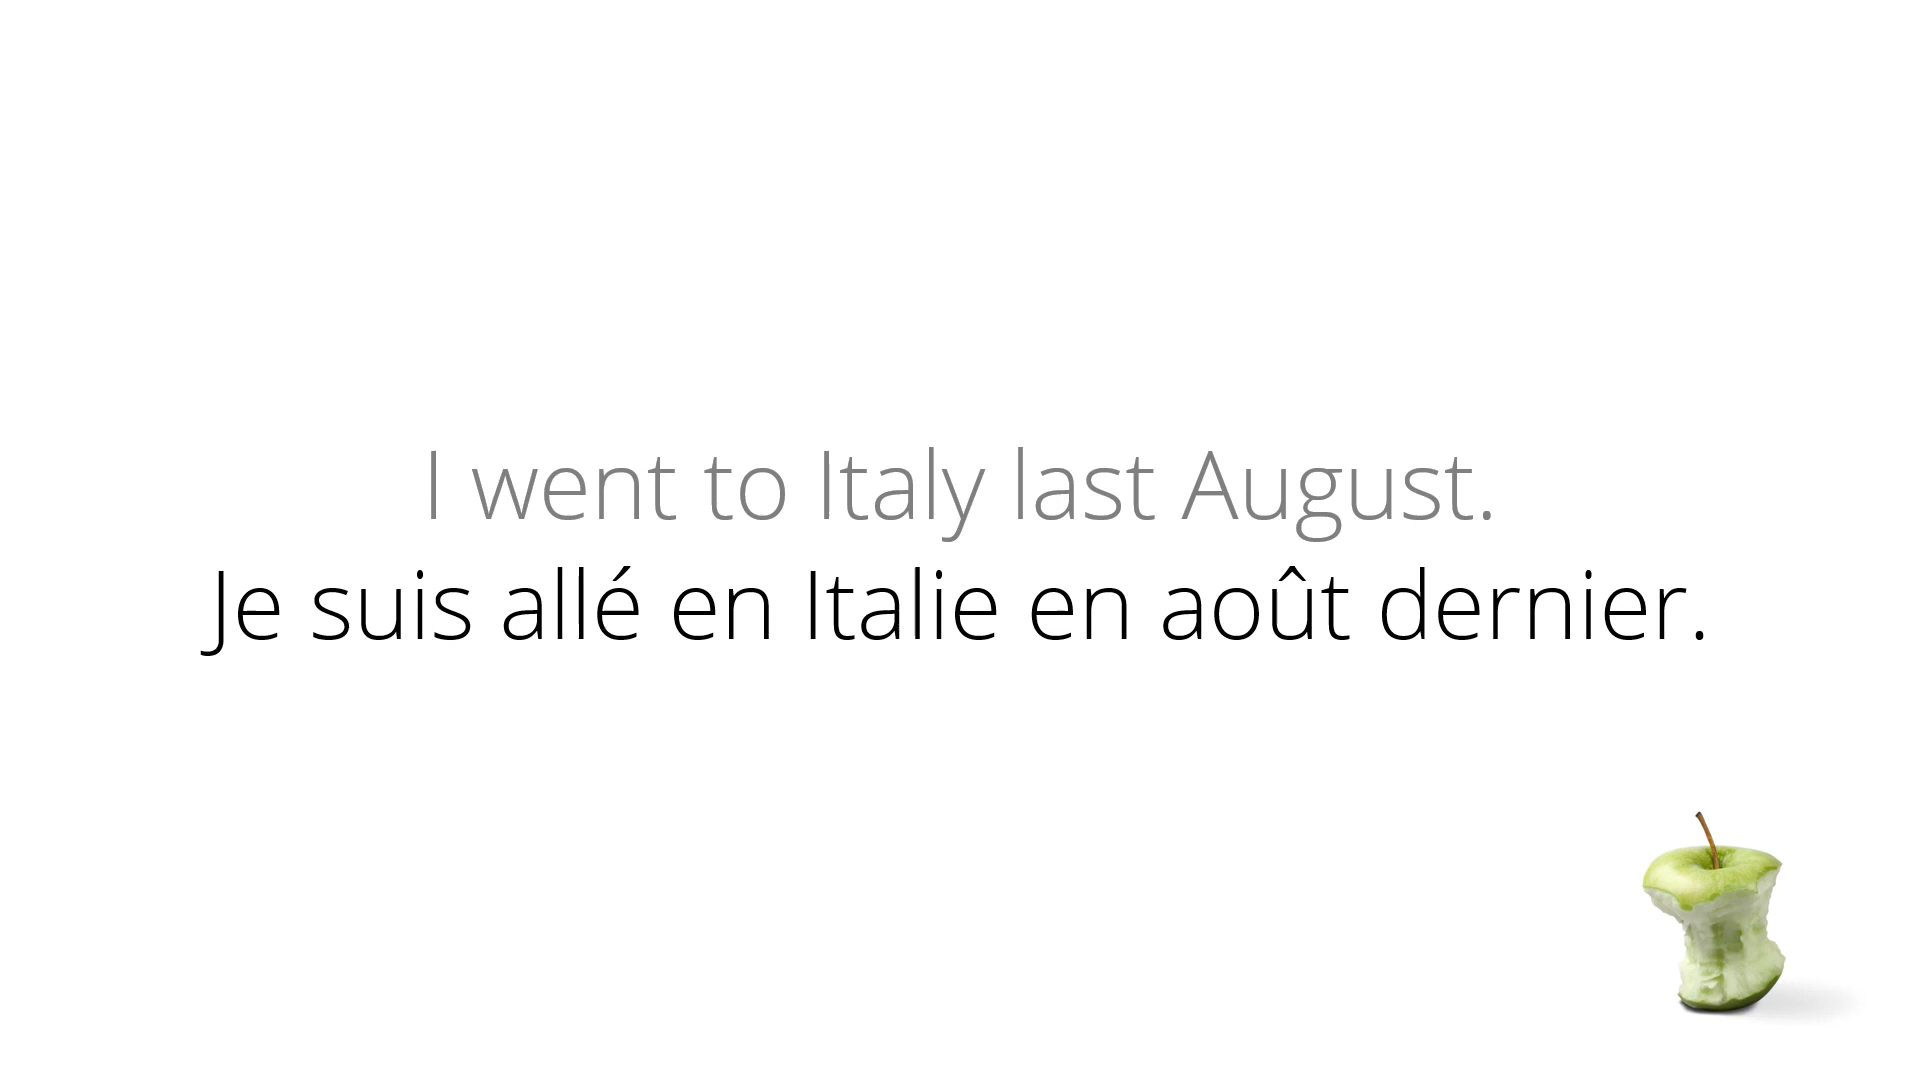 I went to Italy last August.
Je suis allé en Italie en août dernier.